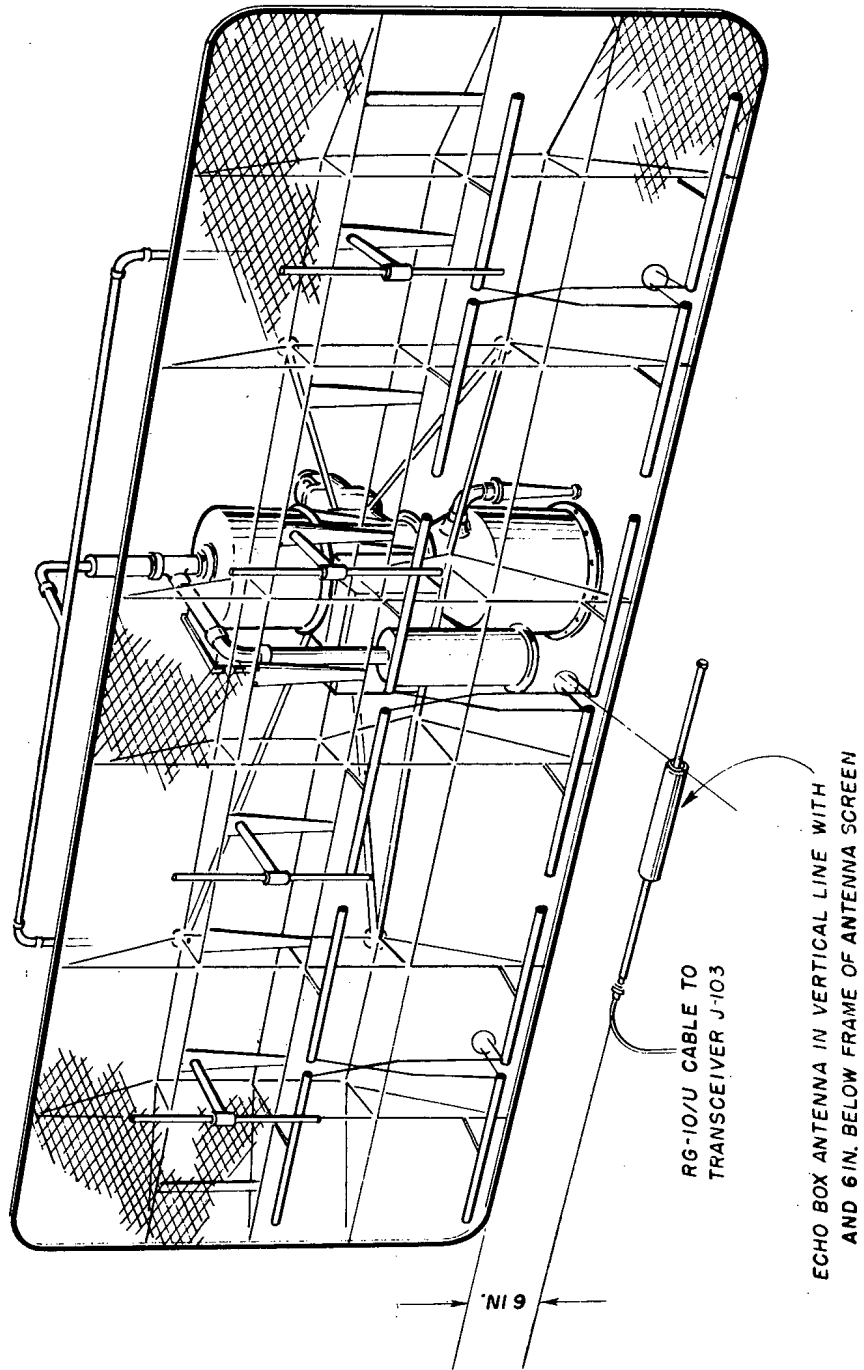 6 IN.
RG-10/U CABLE TO
TRANSCEIVER J-103
ECHO BOX ANTENNA IN VERTICAL LINE WITH
AND 6 IN. BELOW FRAME OF ANTENNA SCREEN